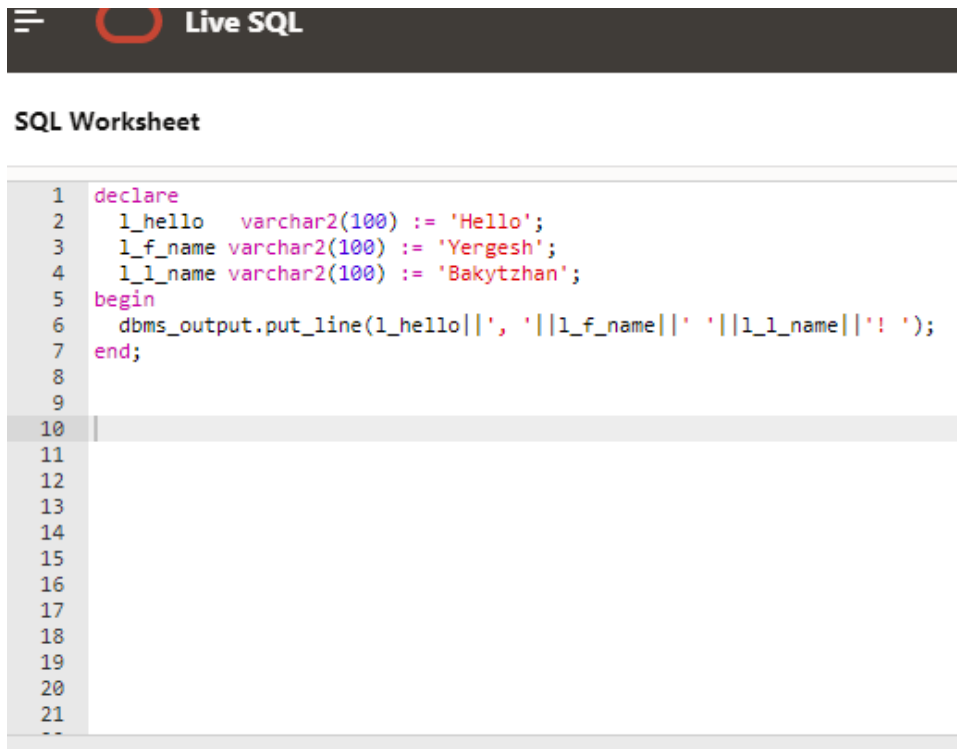 Live SQL
SQL Worksheet
1 declare
2   l_hello   varchar2(100) := 'Hello';
3   l_f_name varchar2(100) := 'Yergesh';
4   l_l_name varchar2(100) := 'Bakytzhan';
5 begin
6   dbms_output.put_line(l_hello||', '||l_f_name||' '||l_l_name||'! ');
7 end;
8
9
10
11
12
13
14
15
16
17
18
19
20
21